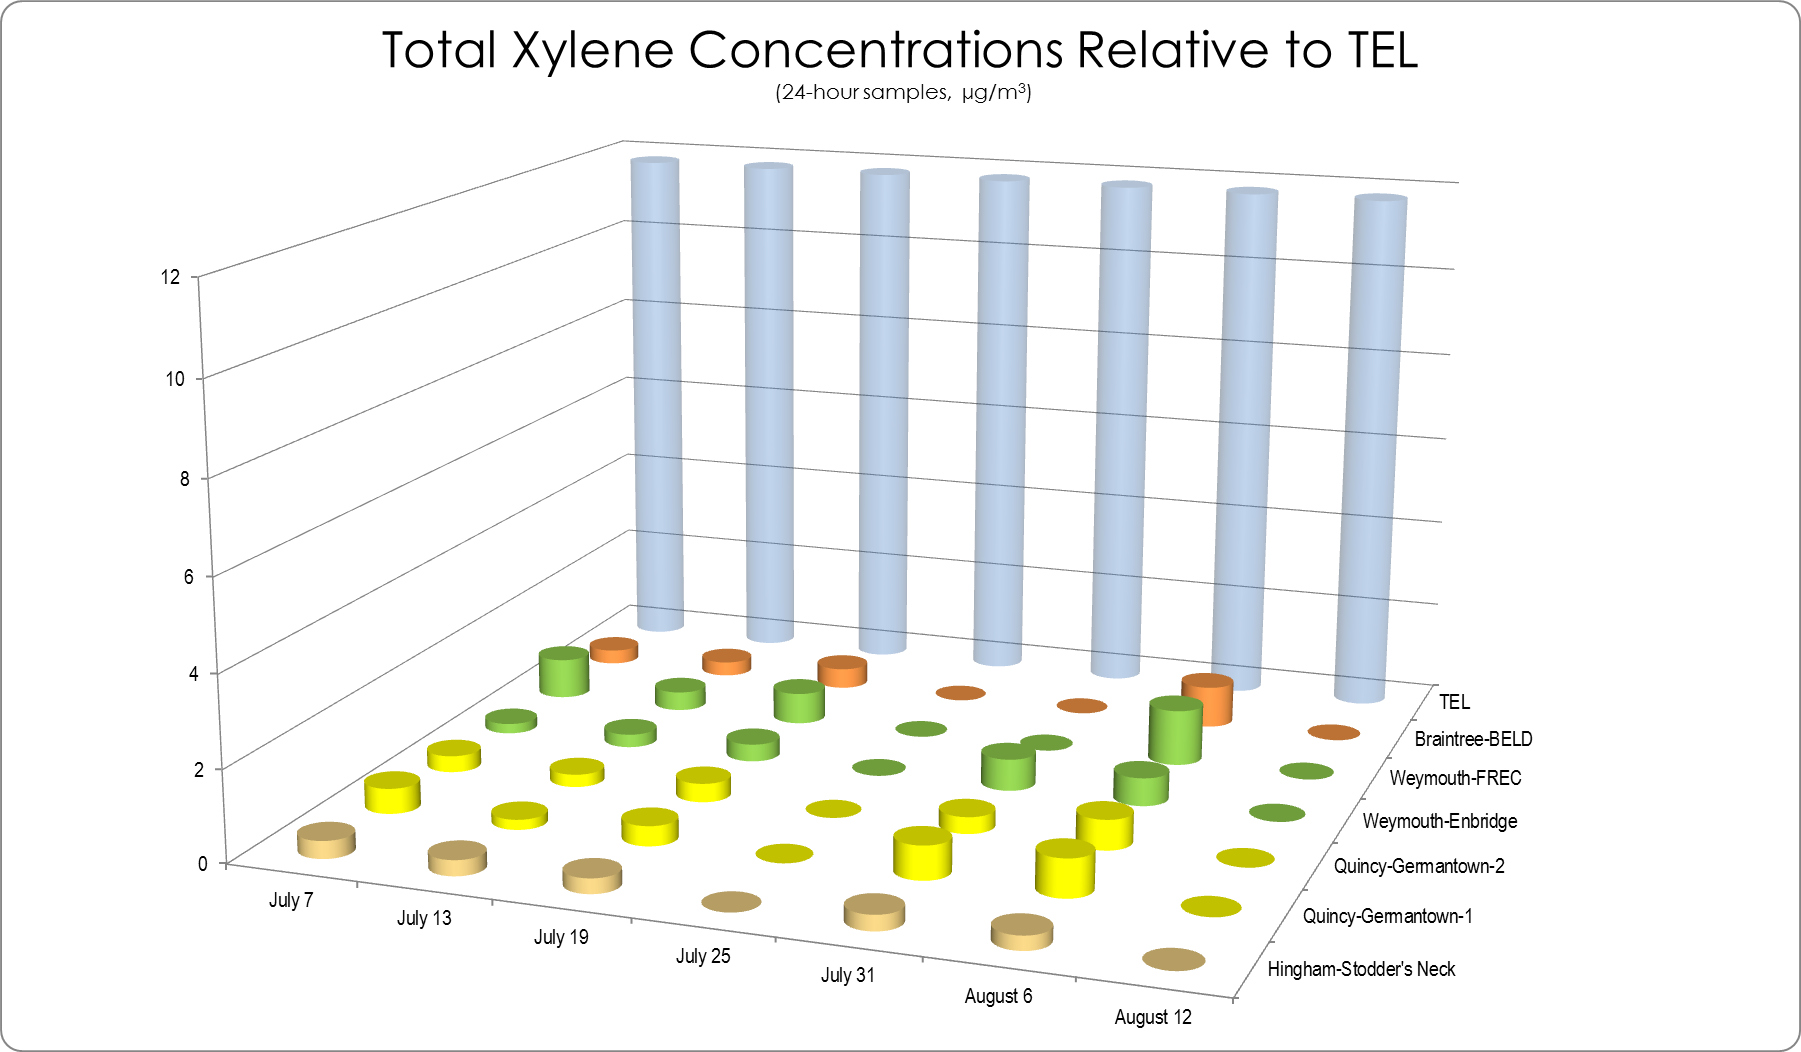 Total Xylene Concentrations Relative to TEL
(24-hour samples, µg/m³)
12
10
8
6
4
2
0
July 7
July 13
July 19
July 25
July 31
August 6
August 12
TEL
Braintree-BELD
Weymouth-FREC
Weymouth-Enbridge
Quincy-Germantown-2
Quincy-Germantown-1
Hingham-Stodder's Neck